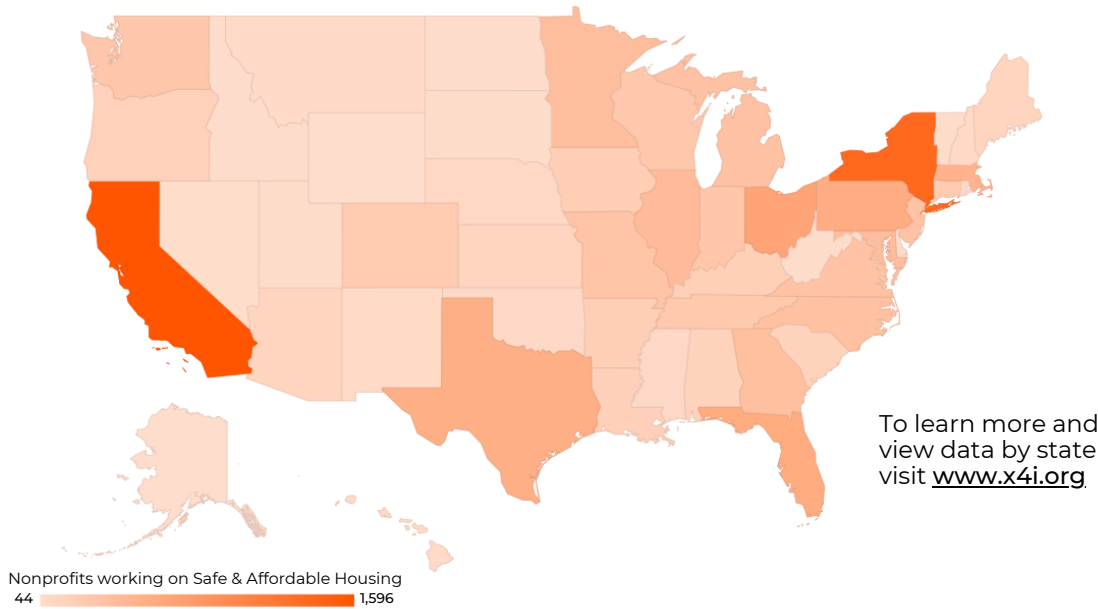 To learn more and
view data by state
visit www.x4i.org
Nonprofits working on Safe & Affordable Housing
44 1,596